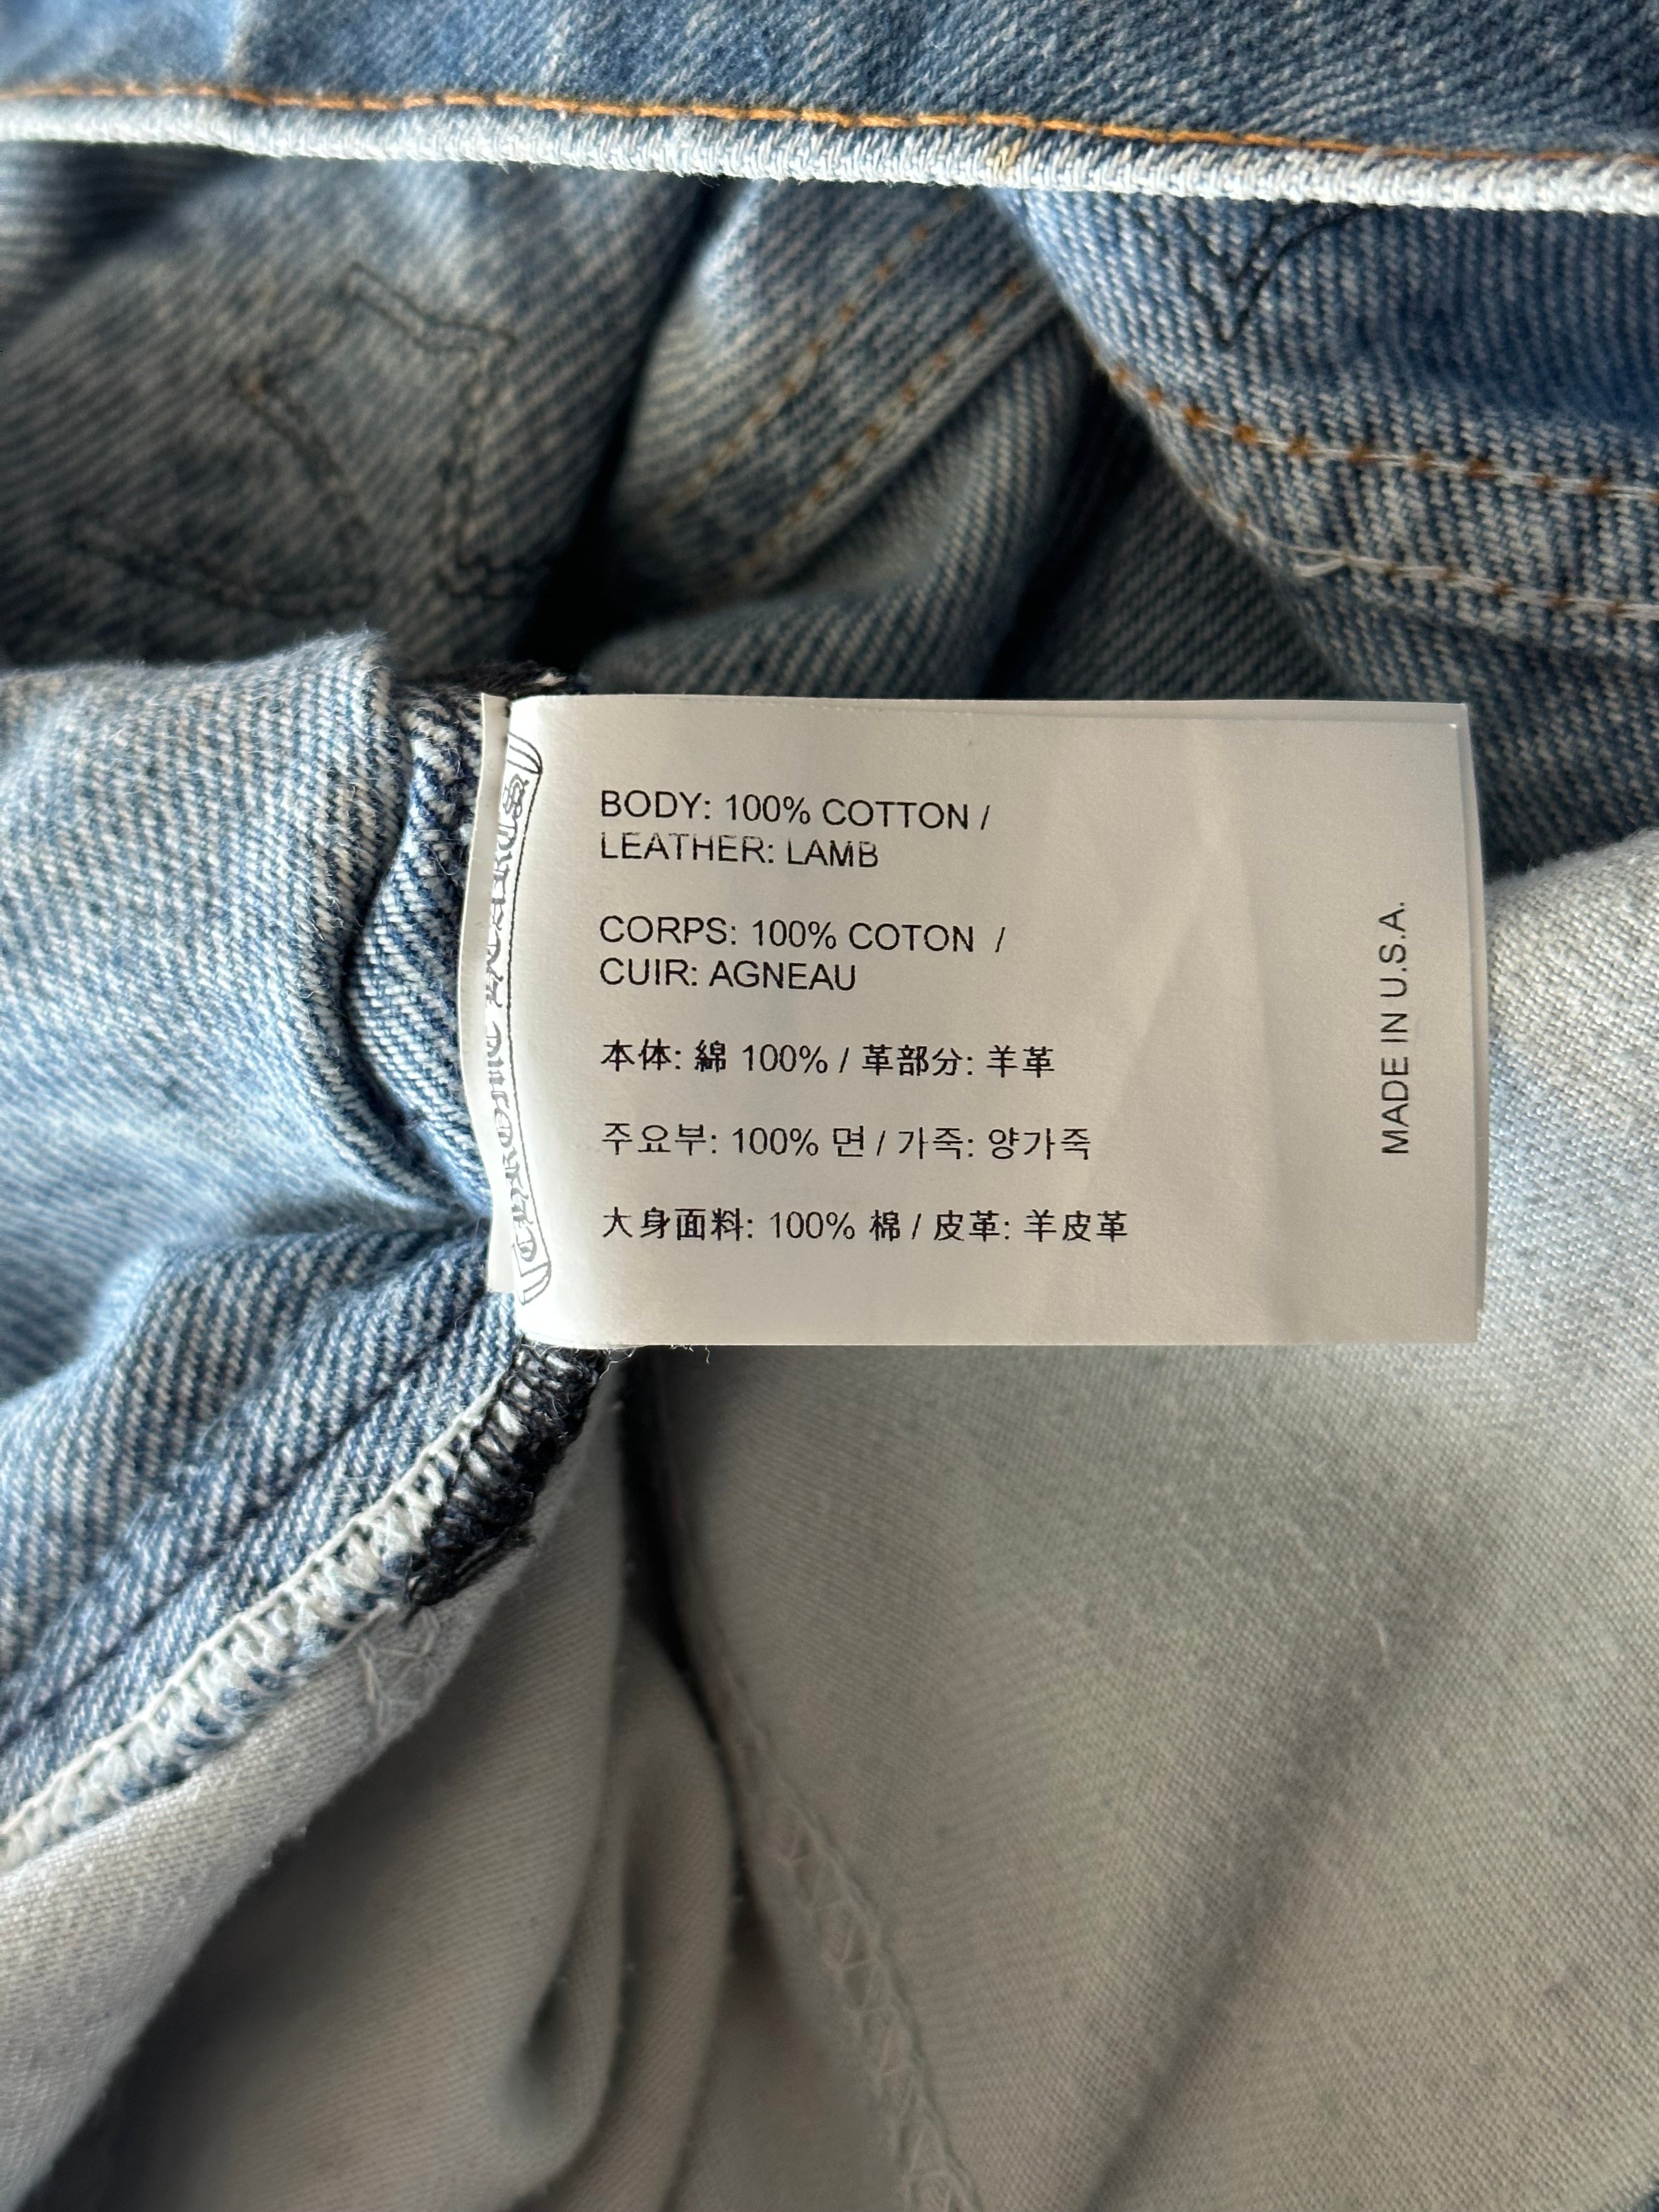 BODY: 100% COTTON /
LEATHER: LAMB
CORPS: 100% COTON /
CUIR: AGNEAU
本体: 綿 100% / 革部分: 羊革
주요부: 100% 면 / 가죽: 양가죽
大身面料: 100% 棉 / 皮革: 羊皮革
MADE IN U.S.A.